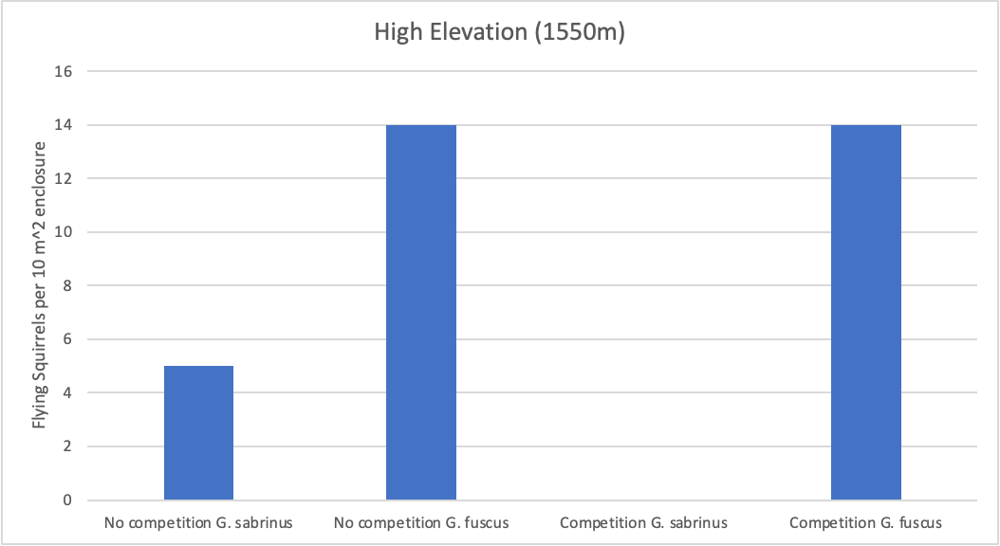 High Elevation (1550m)
Flying Squirrels per 10 m^2 enclosure
16
14
12
10
8
6
4
2
0
No competition G. sabrinus
No competition G. fuscus
Competition G. sabrinus
Competition G. fuscus